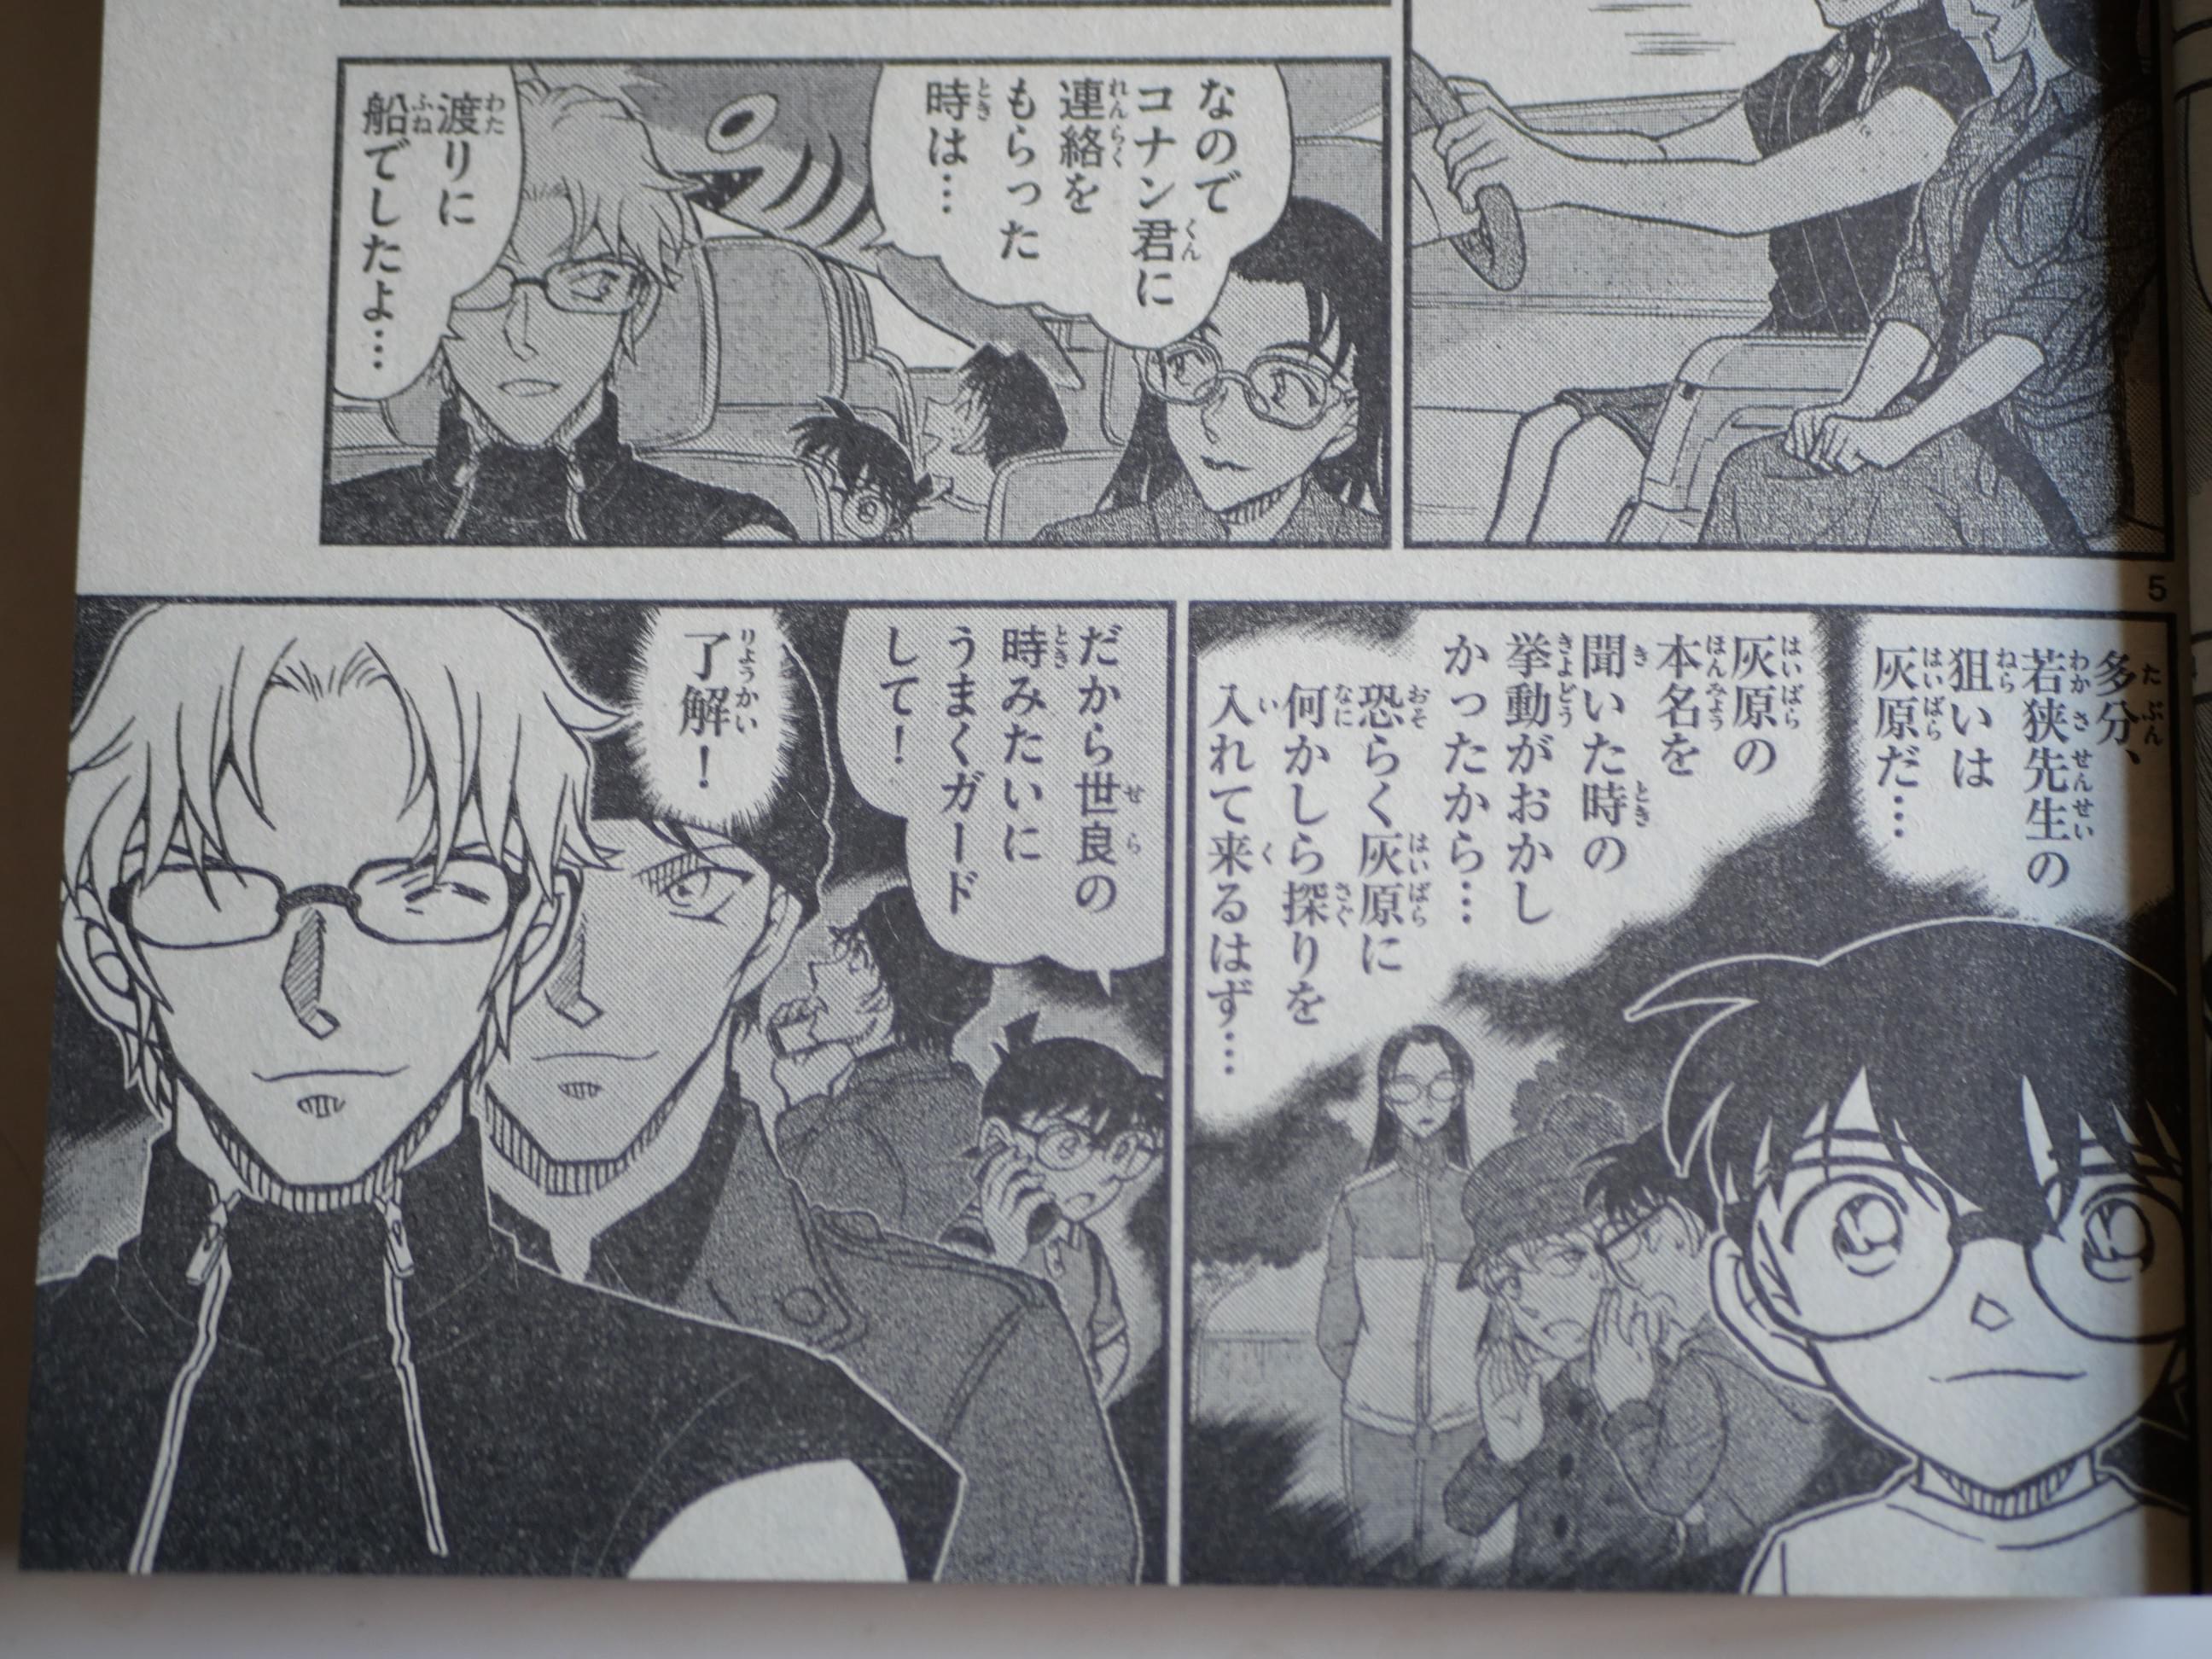 なので
コナン君に
連絡を
もらった
時は…
渡りに
船でしたよ…
5
多分、
若狭先生の
狙いは
灰原だ…
灰原の
本名を
聞いた時の
挙動がおかし
かったから…
恐らく灰原に
何かしら探りを
入れて来るはず…
だから世良の
時みたいに
うまくガード
して!
了解!